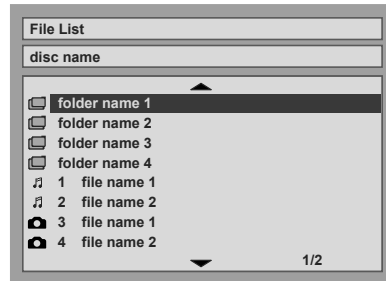 File List
disc name
folder name 1
folder name 2
folder name 3
folder name 4
1 file name 1
2 file name 2
3 file name 1
4 file name 2
1/2